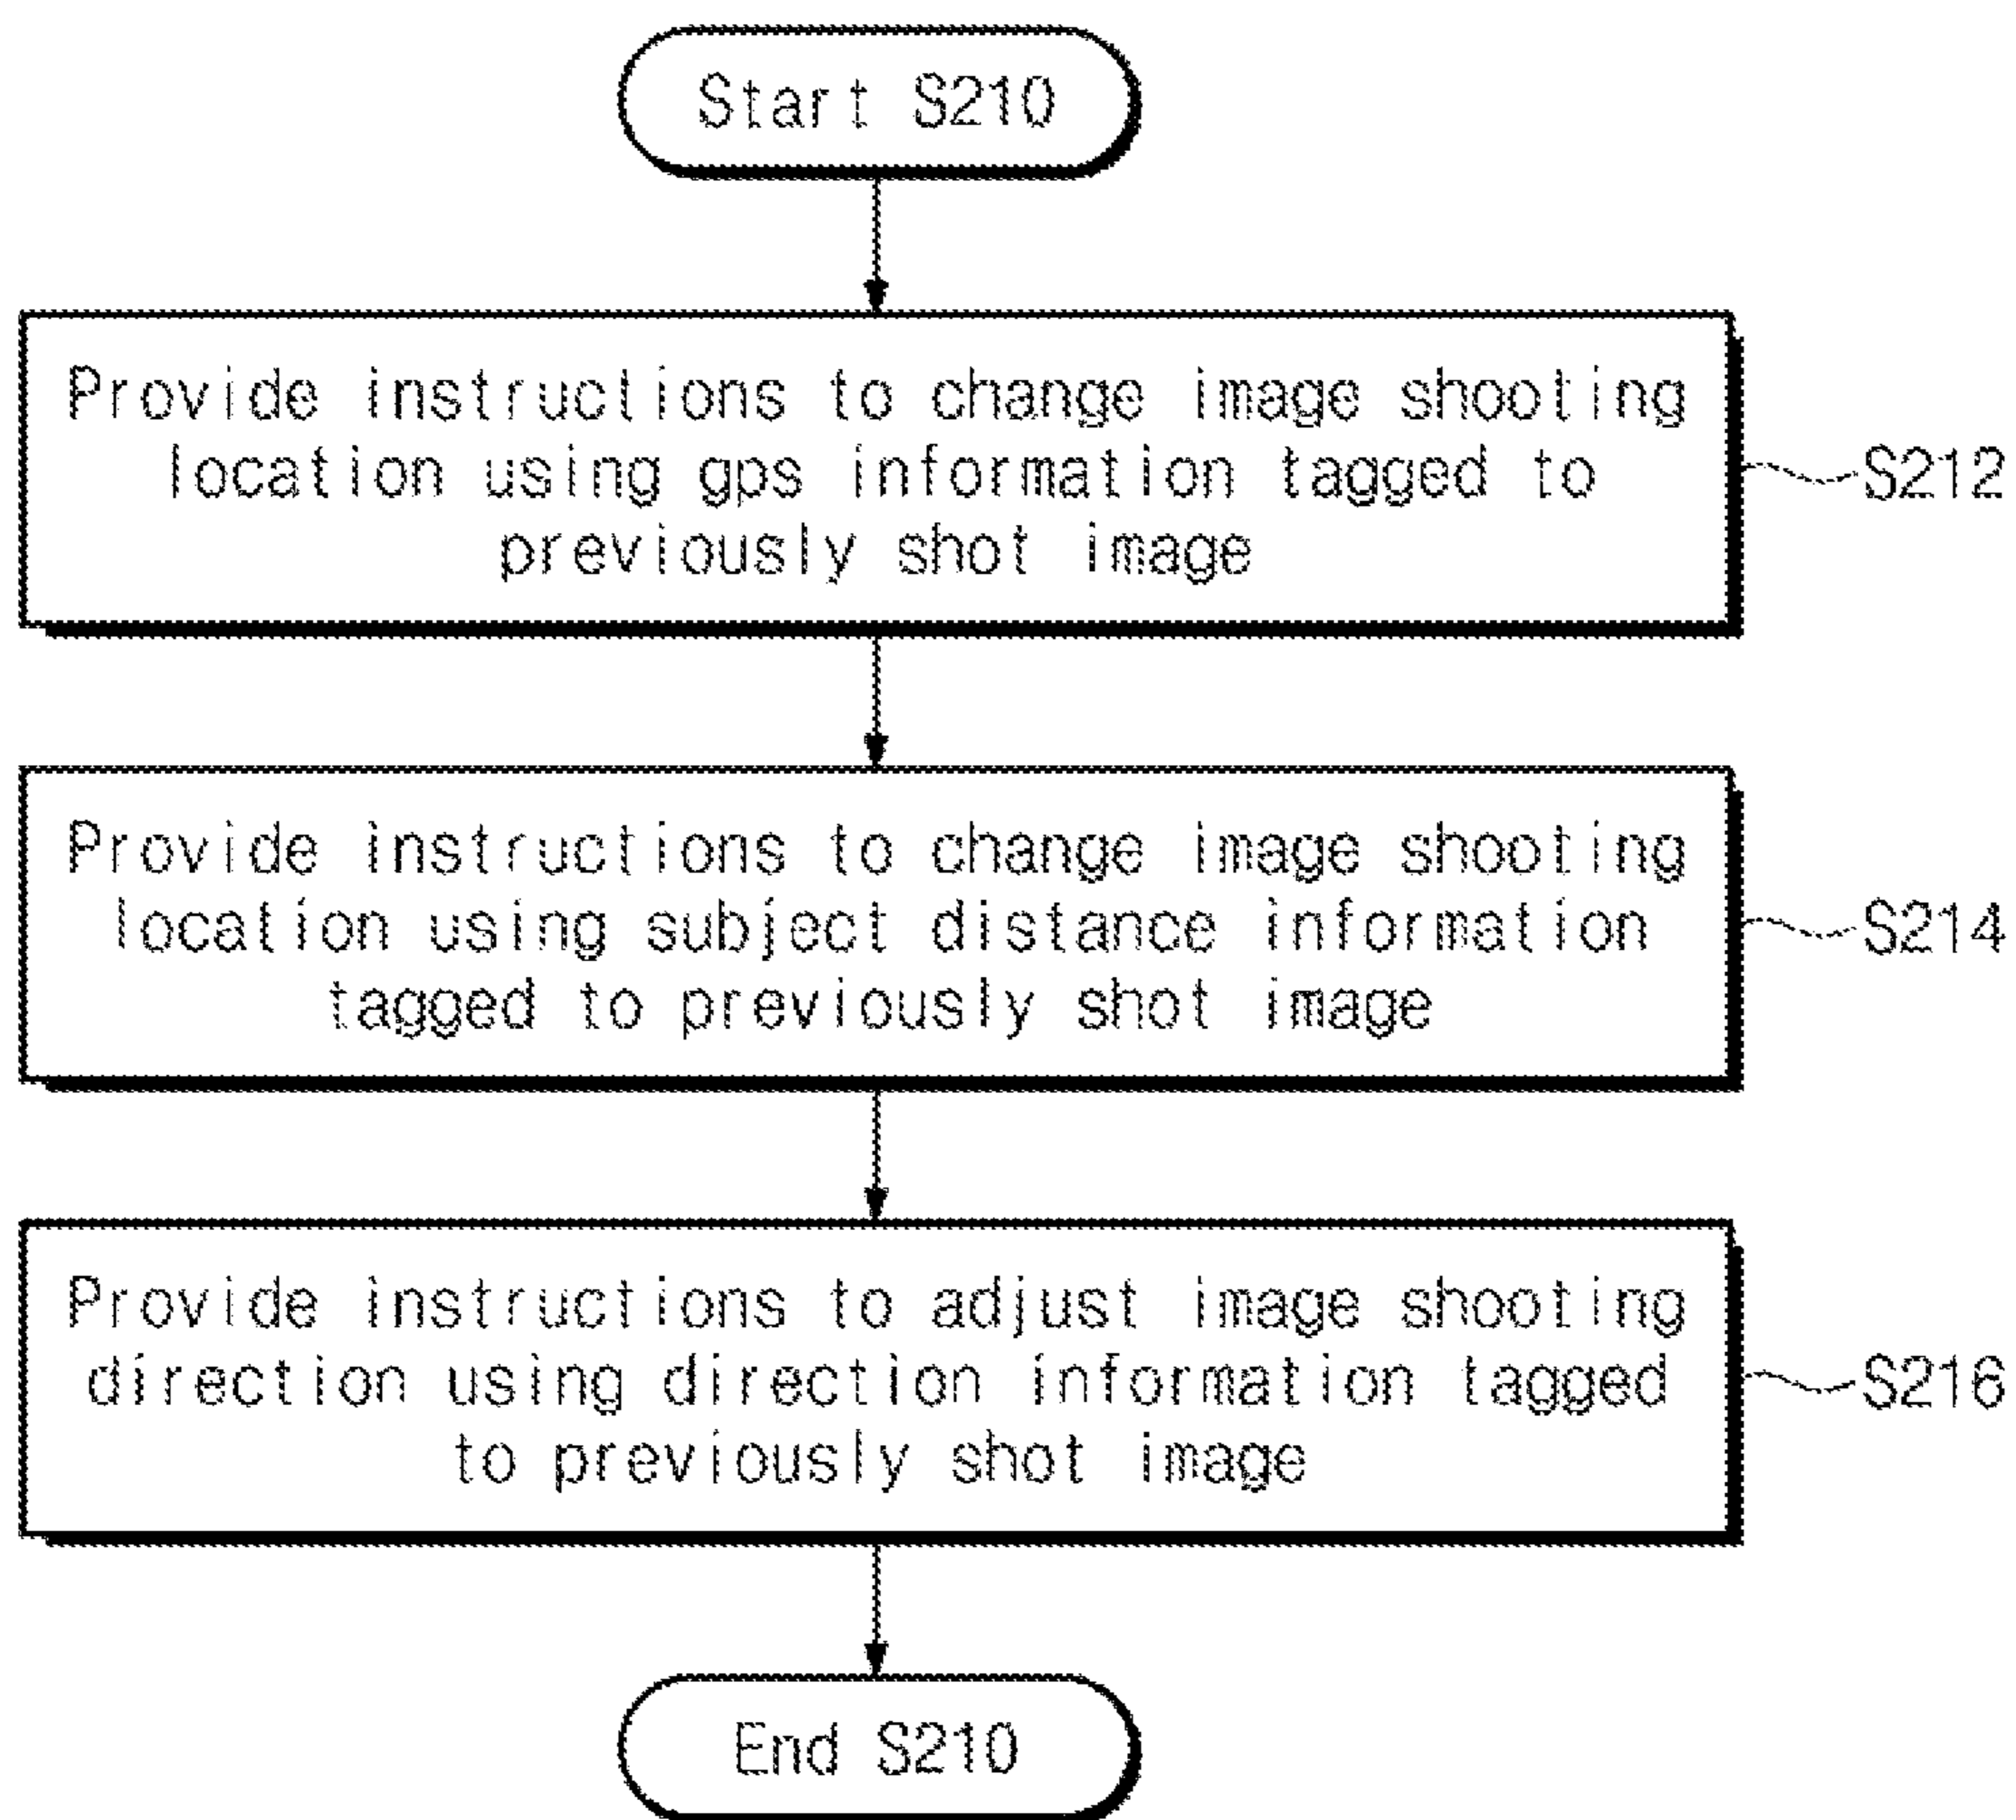 Start S210
Provide instructions to change image shooting
location using gps information tagged to
previously shot image
S212
Provide instructions to change image shooting
location using subject distance information
tagged to previously shot image
S214
Provide instructions to adjust image shooting
direction using direction information tagged
to previously shot image
S216
End S210